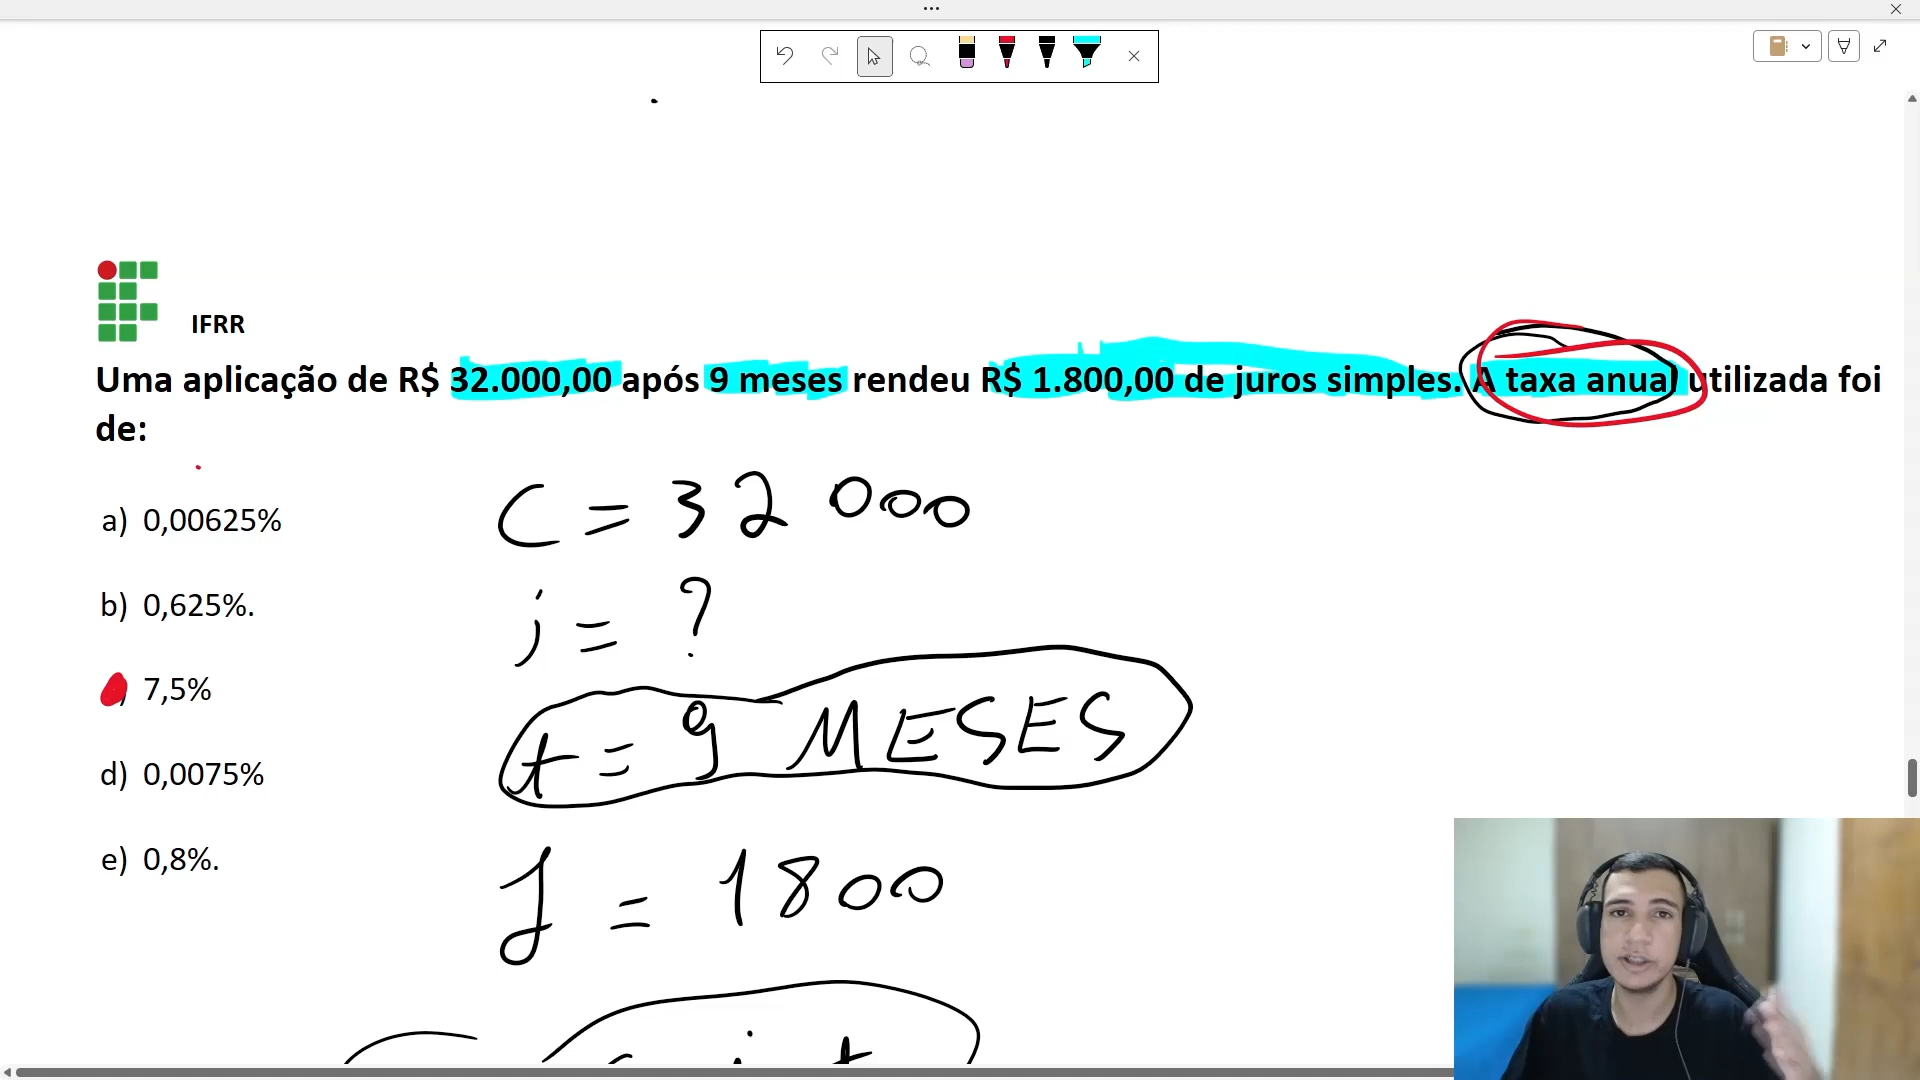 IFRR
Uma aplicação de R$ 32.000,00 após 9 meses rendeu R$ 1.800,00 de juros simples. A taxa anual utilizada foi
de:
a) 0,00625%
b) 0,625%.
) 7,5%
d) 0,0075%
e) 0,8%.
C = 32 000
i = ?
t = 9 MESES
J = 1800